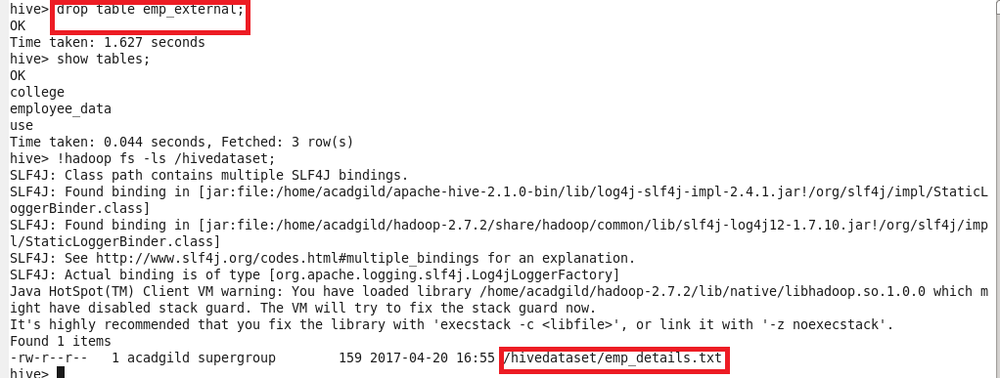 hive> drop table emp_external;
OK
Time taken: 1.627 seconds
hive> show tables;
OK
college
employee_data
use
Time taken: 0.044 seconds, Fetched: 3 row(s)
hive> !hadoop fs -ls /hivedataset;
SLF4J: Class path contains multiple SLF4J bindings.
SLF4J: Found binding in [jar:file:/home/acadgild/apache-hive-2.1.0-bin/lib/log4j-slf4j-impl-2.4.1.jar!/org/slf4j/impl/StaticL
oggerBinder.class]
SLF4J: Found binding in [jar:file:/home/acadgild/hadoop-2.7.2/share/hadoop/common/lib/slf4j-log4j12-1.7.10.jar!/org/slf4j/imp
l/StaticLoggerBinder.class]
SLF4J: See http://www.slf4j.org/codes.html#multiple_bindings for an explanation.
SLF4J: Actual binding is of type [org.apache.logging.slf4j.Log4jLoggerFactory]
Java HotSpot(TM) Client VM warning: You have loaded library /home/acadgild/hadoop-2.7.2/lib/native/libhadoop.so.1.0.0 which m
ight have disabled stack guard. The VM will try to fix the stack guard now.
It's highly recommended that you fix the library with 'execstack -c <libfile>', or link it with '-z noexecstack'.
Found 1 items
-rw-r--r--   1 acadgild supergroup        159 2017-04-20 16:55 /hivedataset/emp_details.txt
hive>